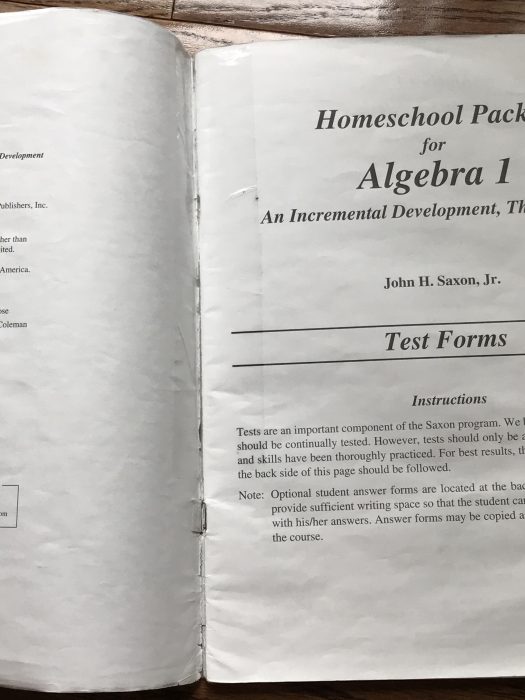 Development
Publishers, Inc.
her than
ited.
America.
ose
Coleman
om
Homeschool Pack
for
Algebra 1
An Incremental Development, Th
John H. Saxon, Jr.
Test Forms
Instructions
Tests are an important component of the Saxon program. We
should be continually tested. However, tests should only be a
and skills have been thoroughly practiced. For best results, th
the back side of this page should be followed.
Note: Optional student answer forms are located at the bac
provide sufficient writing space so that the student ca
with his/her answers. Answer forms may be copied a
the course.